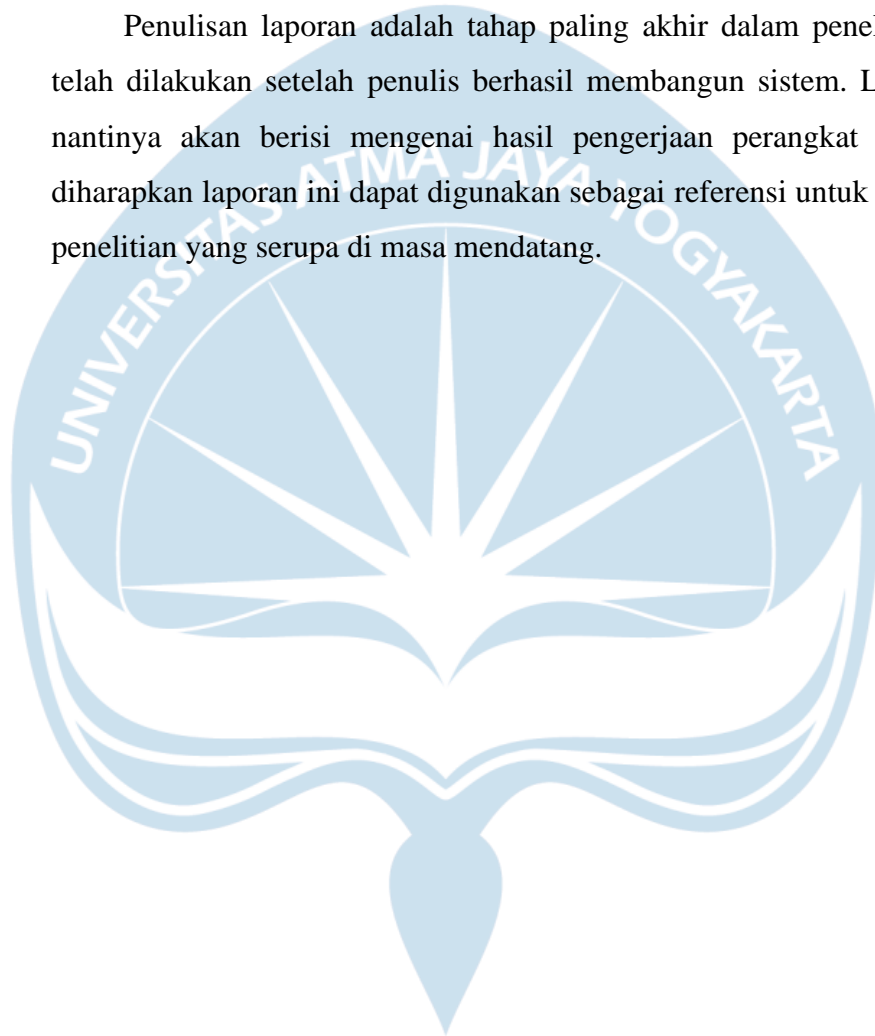 Penulisan laporan adalah tahap paling akhir dalam
telah dilakukan setelah penulis berhasil membangun sistem.
nantinya akan berisi mengenai hasil pengerjaan perangkat
diharapkan laporan ini dapat digunakan sebagai referensi untuk
penelitian yang serupa di masa mendatang.
UNIVERSITAS ATMA JAYA YOGYAKARTA